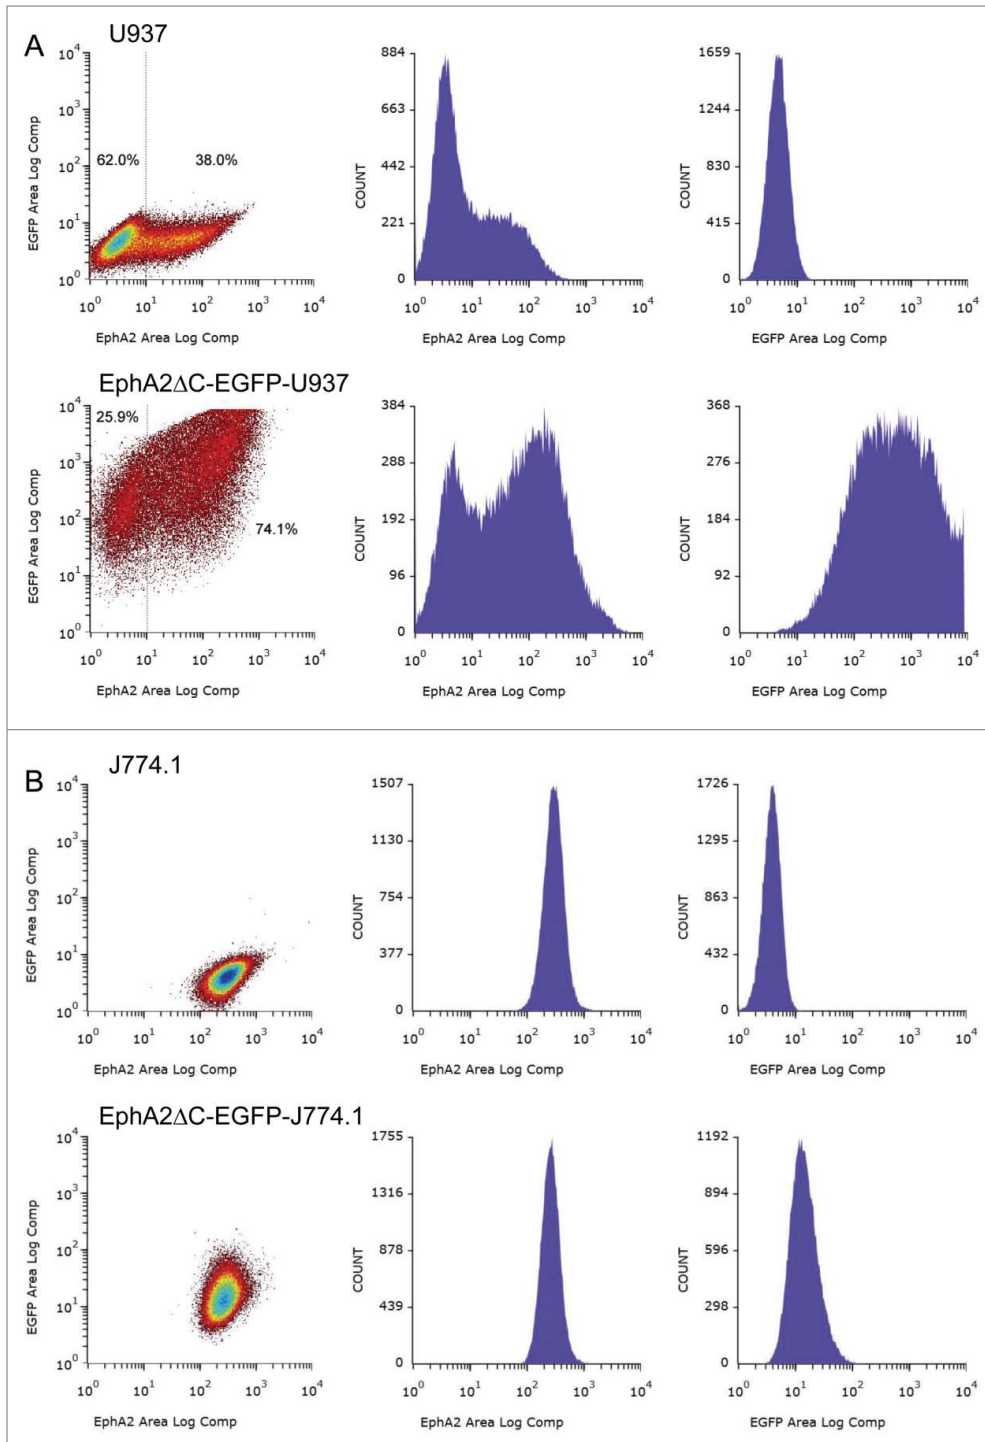 A
U937
10^4
10^3
10^2
10^1
10^0
EGFP Area Log Comp
62.0%
38.0%
10^0 10^1 10^2 10^3 10^4
EphA2 Area Log Comp
884
663
442
221
0
COUNT
10^0 10^1 10^2 10^3 10^4
EphA2 Area Log Comp
1659
1244
830
415
0
COUNT
10^0 10^1 10^2 10^3 10^4
EGFP Area Log Comp
EphA2ΔC-EGFP-U937
10^4
10^3
10^2
10^1
10^0
EGFP Area Log Comp
25.9%
74.1%
10^0 10^1 10^2 10^3 10^4
EphA2 Area Log Comp
384
288
192
96
0
COUNT
10^0 10^1 10^2 10^3 10^4
EphA2 Area Log Comp
368
276
184
92
0
COUNT
10^0 10^1 10^2 10^3 10^4
EGFP Area Log Comp
B
J774.1
10^4
10^3
10^2
10^1
10^0
EGFP Area Log Comp
10^0 10^1 10^2 10^3 10^4
EphA2 Area Log Comp
1507
1130
754
377
0
COUNT
10^0 10^1 10^2 10^3 10^4
EphA2 Area Log Comp
1726
1295
863
432
0
COUNT
10^0 10^1 10^2 10^3 10^4
EGFP Area Log Comp
EphA2ΔC-EGFP-J774.1
10^4
10^3
10^2
10^1
10^0
EGFP Area Log Comp
10^0 10^1 10^2 10^3 10^4
EphA2 Area Log Comp
1755
1316
878
439
0
COUNT
10^0 10^1 10^2 10^3 10^4
EphA2 Area Log Comp
1192
894
596
298
0
COUNT
10^0 10^1 10^2 10^3 10^4
EGFP Area Log Comp